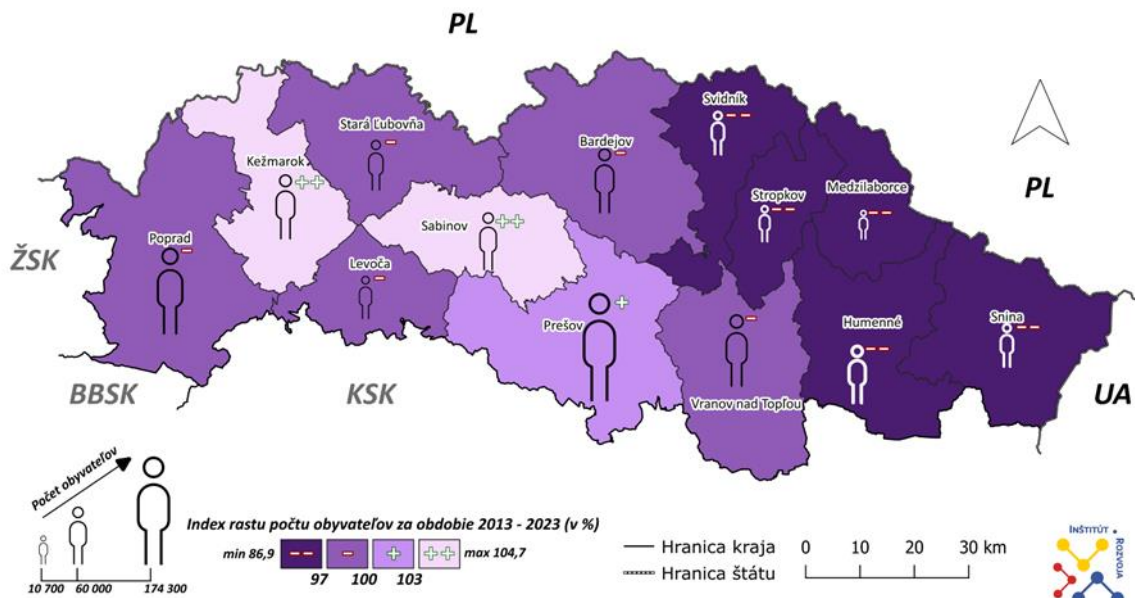 PL
Svidník
Stará Ľubovňa
Bardejov
Kežmarok
PL
Stropkov
Medzilaborce
Sabinov
Poprad
ŽSK
Levoča
Prešov
Humenné
Snina
BBSK
KSK
UA
Vranov nad Topľou
Počet obyvateľov
10 700 60 000 174 300
Index rastu počtu obyvateľov za obdobie 2013 - 2023 (v %)
min 86,9 -- - + ++ max 104,7
97 100 103
Hranica kraja
Hranica štátu
0 10 20 30 km
INŠTITÚT
ROZVOJA